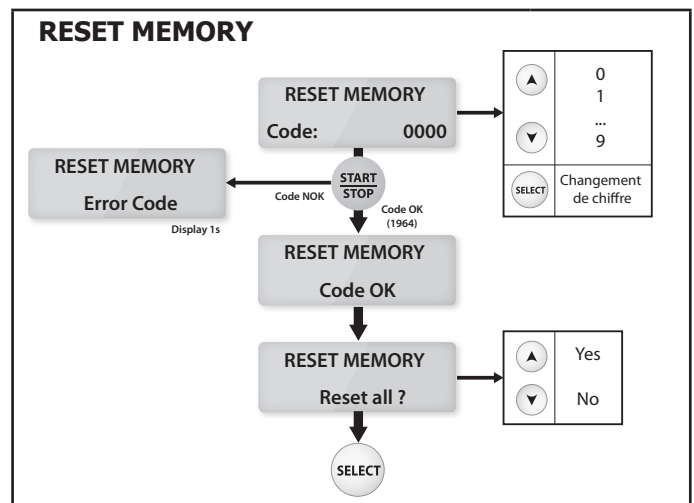 RESET MEMORY
RESET MEMORY
Code: 0000
0
1
...
9
SELECT
Changement
de chiffre
START
STOP
RESET MEMORY
Error Code
Code NOK
Display 1s
Code OK
(1964)
RESET MEMORY
Code OK
RESET MEMORY
Reset all ?
Yes
No
SELECT